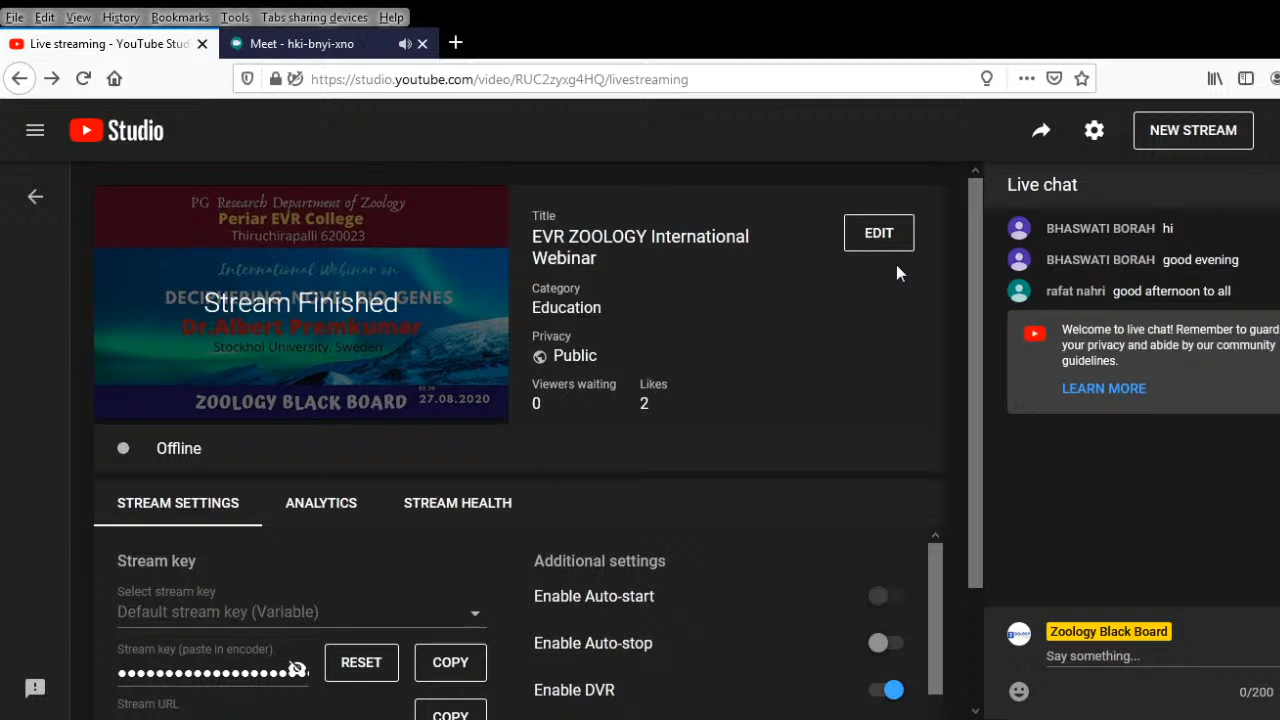 File Edit View History Bookmarks Tools Tabs sharing devices Help
Live streaming - YouTube Stud
Meet - hki-bnyi-xno
https://studio.youtube.com/video/RUC2zyxg4HQ/livestreaming
Studio
NEW STREAM
PG Research Department of Zoology
Periar EVR College
Thiruchirapalli 620023
International Webinar on
DECIPHERING NOVEL BIO-GENES
Stream Finished
Dr.Albert Premkumar
Stockhol University, Sweden
ZOOLOGY BLACK BOARD
27.08.2020
Title
EVR ZOOLOGY International
Webinar
EDIT
Category
Education
Privacy
Public
Viewers waiting Likes
0 2
Offline
STREAM SETTINGS ANALYTICS STREAM HEALTH
Stream key
Select stream key
Default stream key (Variable)
Stream key (paste in encoder)
RESET COPY
Stream URL
COPY
Additional settings
Enable Auto-start
Enable Auto-stop
Enable DVR
Live chat
BHASWATI BORAH hi
BHASWATI BORAH good evening
rafat nahri good afternoon to all
Welcome to live chat! Remember to guard
your privacy and abide by our community
guidelines.
LEARN MORE
Zoology Black Board
Say something...
0/200